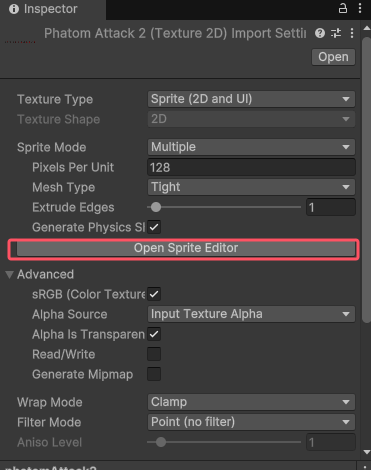 Inspector
Phatom Attack 2 (Texture 2D) Import Settin
Open
Texture Type Sprite (2D and UI)
Texture Shape 2D
Sprite Mode Multiple
Pixels Per Unit 128
Mesh Type Tight
Extrude Edges 1
Generate Physics Sl
Open Sprite Editor
Advanced
sRGB (Color Texture
Alpha Source Input Texture Alpha
Alpha Is Transparen
Read/Write
Generate Mipmap
Wrap Mode Clamp
Filter Mode Point (no filter)
Aniso Level 1